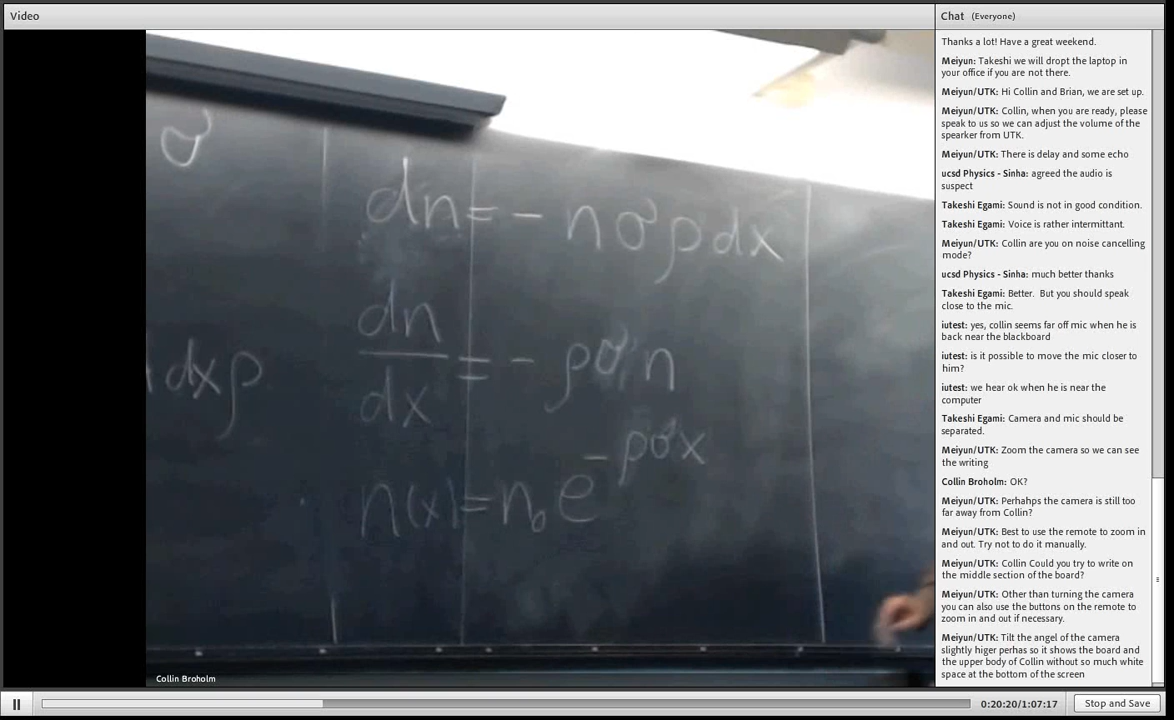 Video
σ
dn = - nσρdx
dn
dx
= - ρσn
dxρ
n(x) = n₀e^-ρσx
Collin Broholm
Chat (Everyone)
Thanks a lot! Have a great weekend.
Meiyun: Takeshi we will dropt the laptop in
your office if you are not there.
Meiyun/UTK: Hi Collin and Brian, we are set up.
Meiyun/UTK: Collin, when you are ready, please
speak to us so we can adjust the volume of the
spearker from UTK.
Meiyun/UTK: There is delay and some echo
ucsd Physics - Sinha: agreed the audio is
suspect
Takeshi Egami: Sound is not in good condition.
Takeshi Egami: Voice is rather intermittant.
Meiyun/UTK: Collin are you on noise cancelling
mode?
ucsd Physics - Sinha: much better thanks
Takeshi Egami: Better. But you should speak
close to the mic.
iutest: yes, collin seems far off mic when he is
back near the blackboard
iutest: is it possible to move the mic closer to
him?
iutest: we hear ok when he is near the
computer
Takeshi Egami: Camera and mic should be
separated.
Meiyun/UTK: Zoom the camera so we can see
the writing
Collin Broholm: OK?
Meiyun/UTK: Perhahps the camera is still too
far away from Collin?
Meiyun/UTK: Best to use the remote to zoom in
and out. Try not to do it manually.
Meiyun/UTK: Collin Could you try to write on
the middle section of the board?
Meiyun/UTK: Other than turning the camera
you can also use the buttons on the remote to
zoom in and out if necessary.
Meiyun/UTK: Tilt the angel of the camera
slightly higer perhas so it shows the board and
the upper body of Collin without so much white
space at the bottom of the screen
0:20:20/1:07:17
Stop and Save